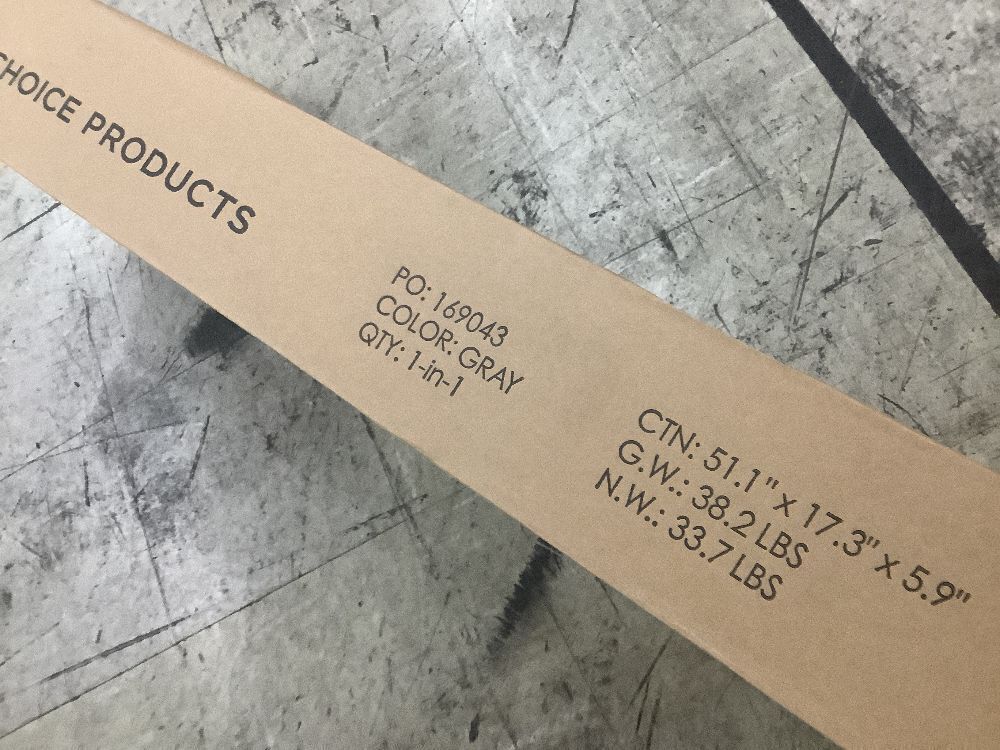 CHOICE PRODUCTS
PO: 169043
COLOR: GRAY
QTY: 1-in-1
CTN: 51.1" x 17.3" x 5.9"
G.W.: 38.2 LBS
N.W.: 33.7 LBS